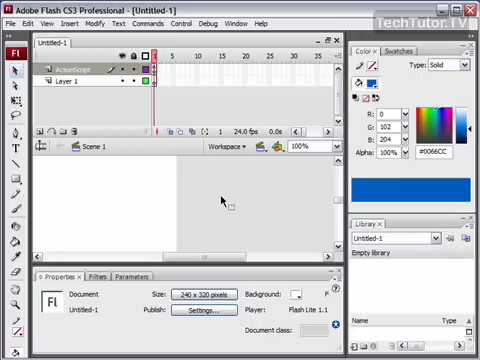 Adobe Flash CS3 Professional - [Untitled-1]
TechTutor.TV
File Edit View Insert Modify Text Commands Control Debug Window Help
Fl
Untitled-1
5 10 15 20 25 30 35
ActionScript
Layer 1
1 24.0 fps 0.0s
Scene 1
Workspace
100%
Color Swatches
Type: Solid
R: 0
G: 102
B: 204
Alpha: 100%
#0066CC
Library
Untitled-1
Empty library
Name
Properties Filters Parameters
Fl
Document
Untitled-1
Size: 240 x 320 pixels
Background:
Publish: Settings...
Player: Flash Lite 1.1
Document class: